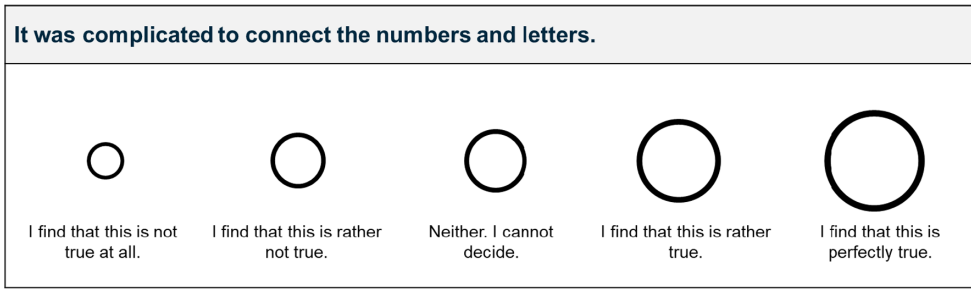 It was complicated to connect the numbers and letters.
I find that this is not
true at all.
I find that this is rather
not true.
Neither. I cannot
decide.
I find that this is rather
true.
I find that this is
perfectly true.